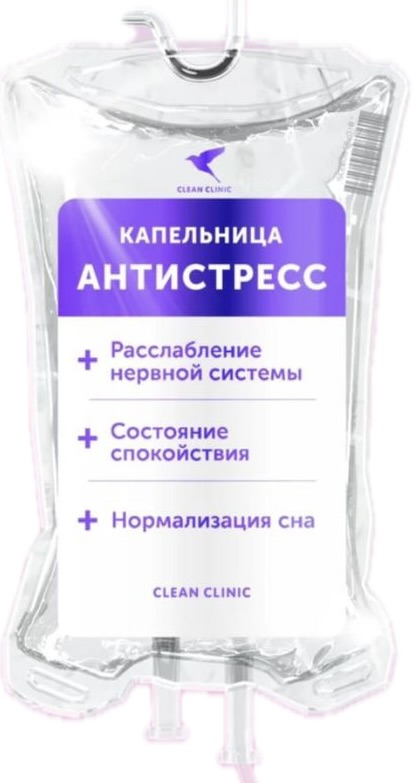 CLEAN CLINIC
КАПЕЛЬНИЦА
АНТИСТРЕСС
+ Расслабление
нервной системы
+ Состояние
спокойствия
+ Нормализация сна
CLEAN CLINIC